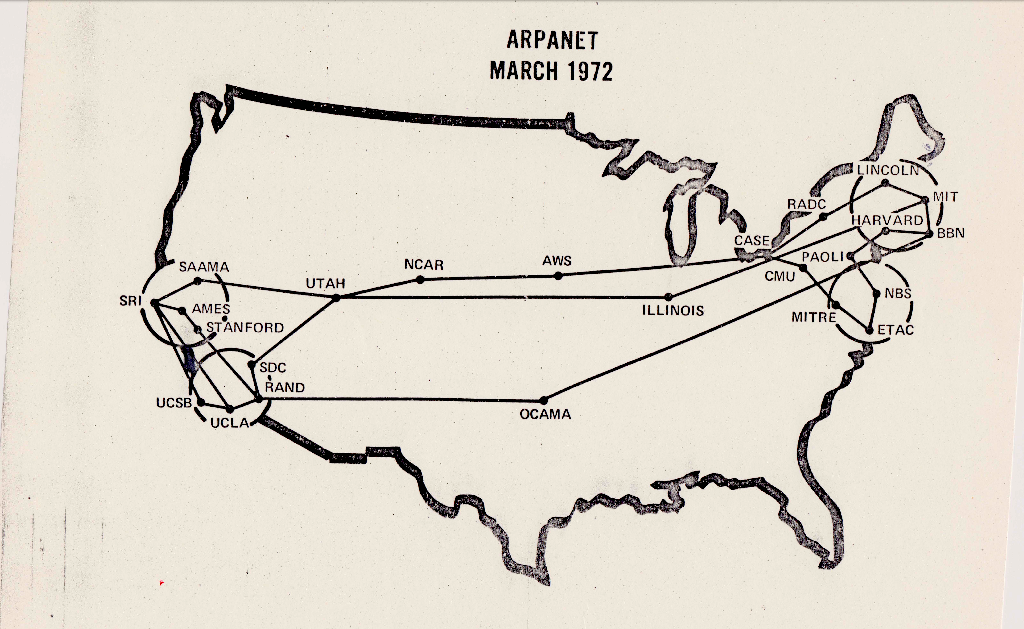 ARPANET
MARCH 1972
LINCOLN
MIT
RADC
HARVARD
BBN
CASE
PAOLI
SAAMA
NCAR
AWS
CMU
UTAH
NBS
SRI
AMES
ILLINOIS
MITRE
STANFORD
ETAC
SDC
RAND
UCSB
OCAMA
UCLA